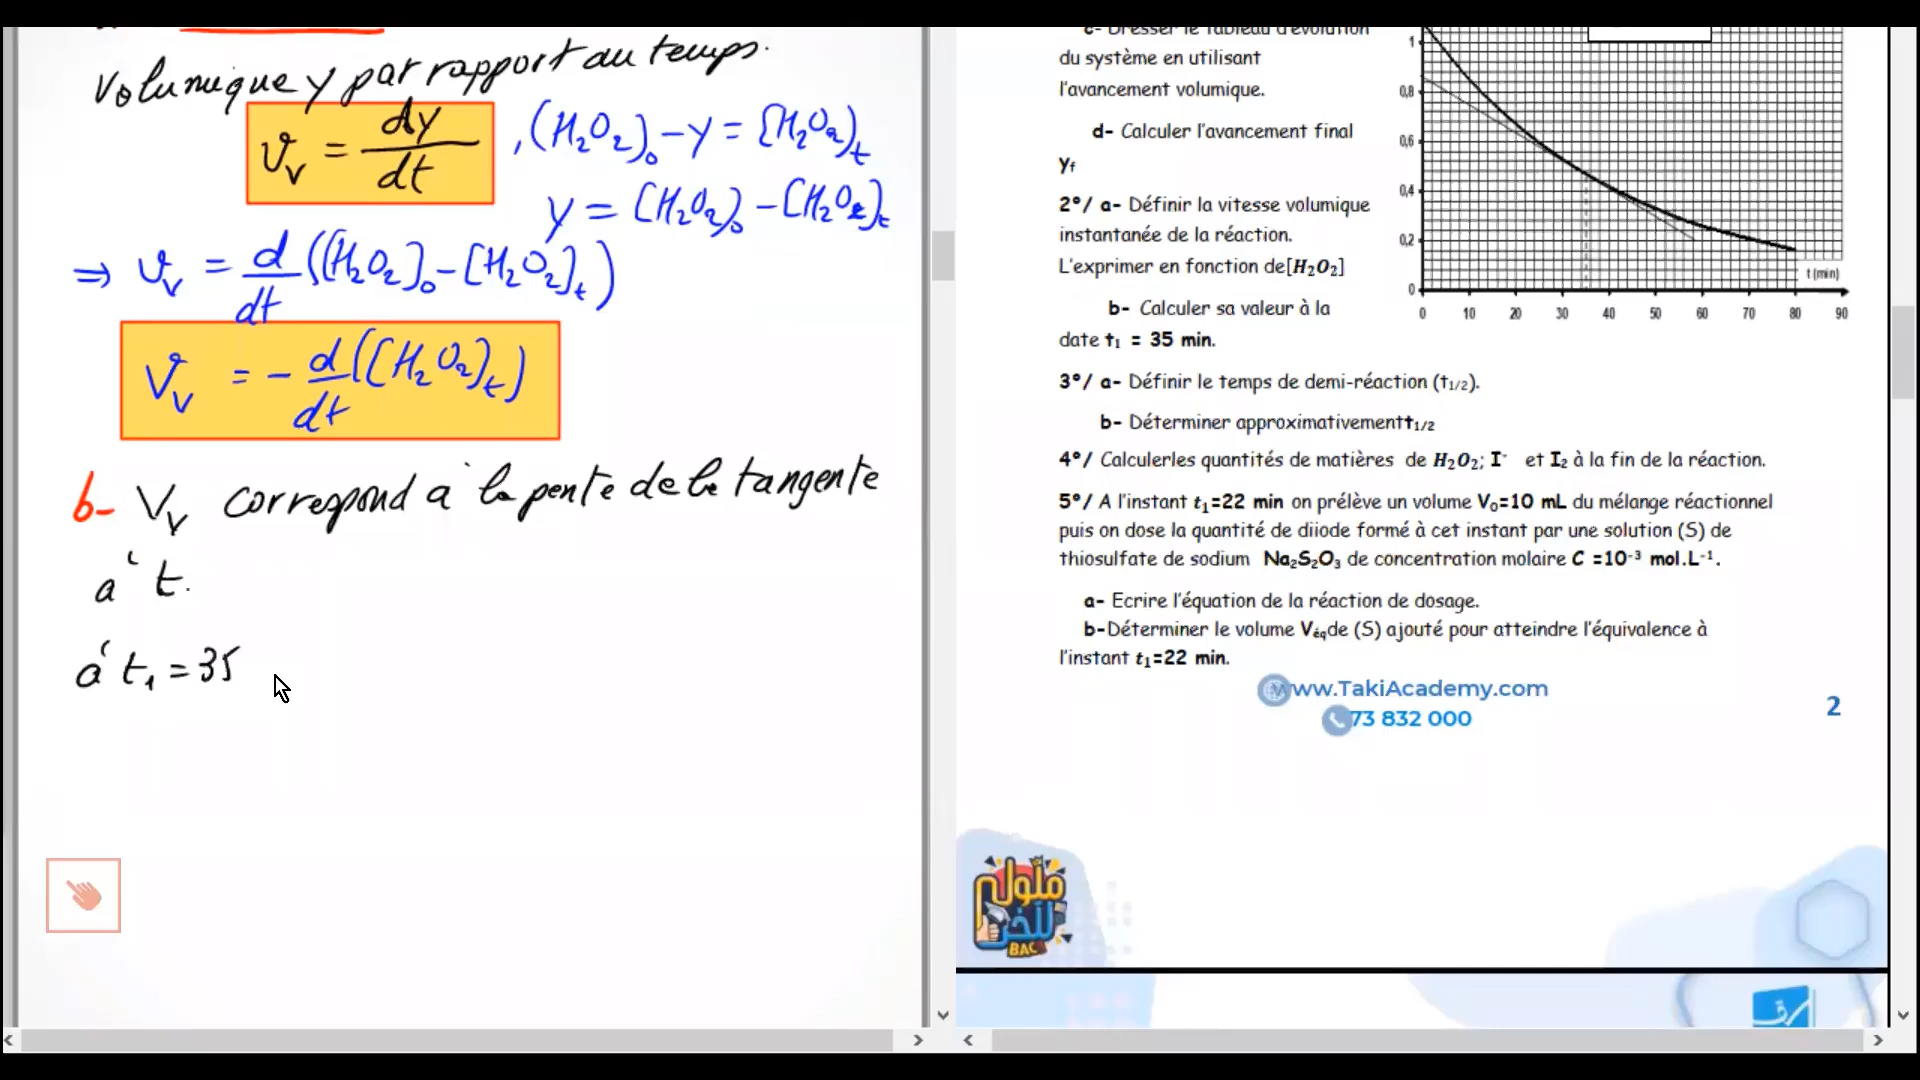 volumique y par rapport au temps.
v_v = dy/dt , (H₂O₂)₀ - y = [H₂O₂]t
y = [H₂O₂]₀ - [H₂O₂]t
⇒ v_v = d/dt ([H₂O₂]₀ - [H₂O₂]t)
V_v = - d/dt ([H₂O₂]t)
b- V_v correspond à la pente de la tangente
à t.
à t₁ = 35
du système en utilisant
l'avancement volumique.
d- Calculer l'avancement final
yf
2°/ a- Définir la vitesse volumique
instantanée de la réaction.
L'exprimer en fonction de[H₂O₂]
b- Calculer sa valeur à la
date t₁ = 35 min.
1
0,8
0,6
0,4
0,2
0
t (min)
0 10 20 30 40 50 60 70 80 90
3°/ a- Définir le temps de demi-réaction (t1/2).
b- Déterminer approximativementt1/2
4°/ Calculerles quantités de matières de H₂O₂; I⁻ et I₂ à la fin de la réaction.
5°/ A l'instant t₁=22 min on prélève un volume V₀=10 mL du mélange réactionnel
puis on dose la quantité de diiode formé à cet instant par une solution (S) de
thiosulfate de sodium Na₂S₂O₃ de concentration molaire C =10⁻³ mol.L⁻¹.
a- Ecrire l'équation de la réaction de dosage.
b-Déterminer le volume Véqde (S) ajouté pour atteindre l'équivalence à
l'instant t₁=22 min.
www.TakiAcademy.com
73 832 000
2
BAC